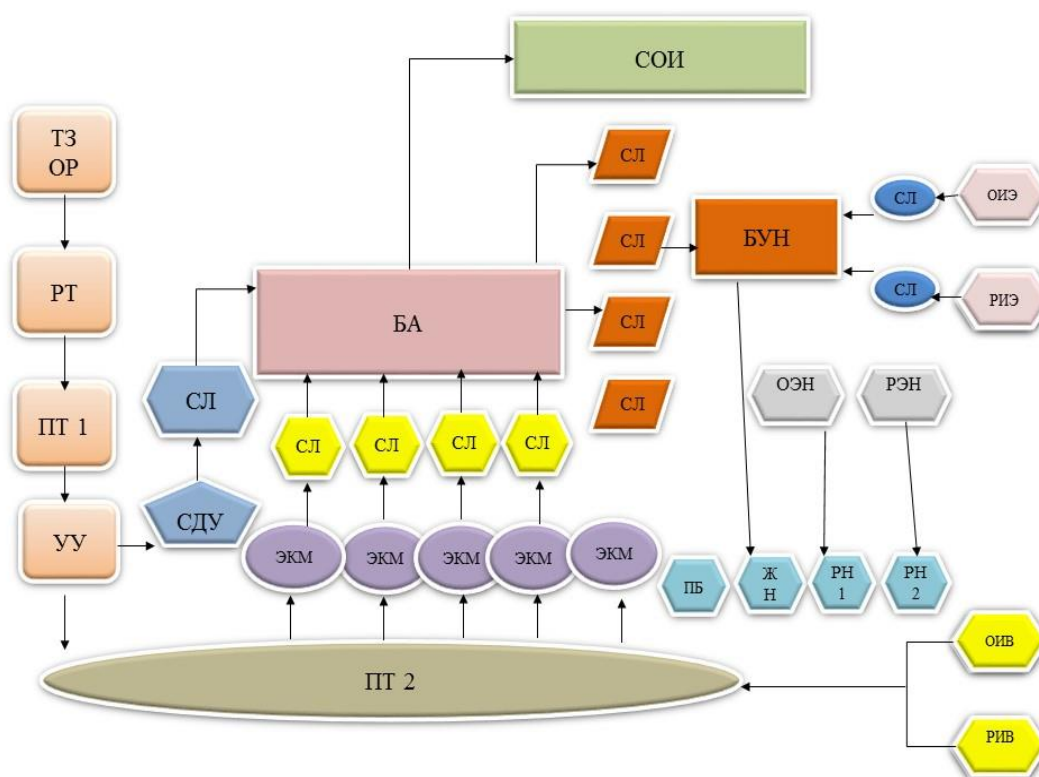 СОИ
ТЗ
ОР
СЛ
ОИЭ
СЛ
СЛ
БУН
РТ
СЛ
РИЭ
СЛ
БА
СЛ
ОЭН
РЭН
СЛ
ПТ 1
СЛ
СЛ
СЛ
СЛ
СДУ
УУ
ЭКМ
ЭКМ
ЭКМ
ЭКМ
ЭКМ
ПБ
Ж
Н
РН
1
РН
2
ОИВ
ПТ 2
РИВ